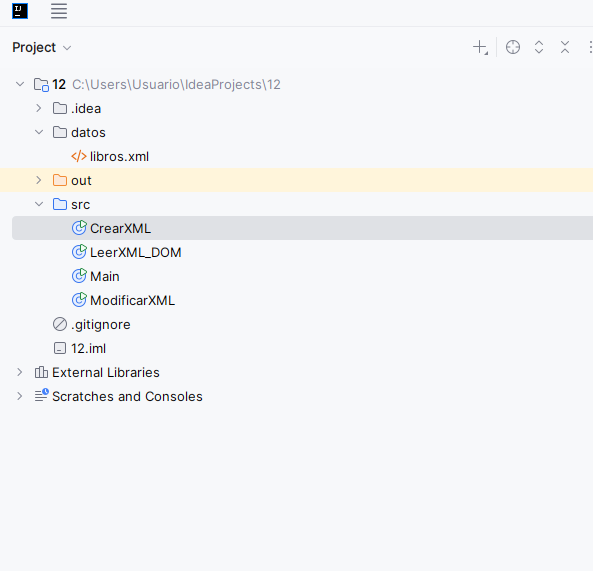 IJ
Project
12 C:\Users\Usuario\IdeaProjects\12
.idea
datos
</> libros.xml
out
src
CrearXML
LeerXML_DOM
Main
ModificarXML
.gitignore
12.iml
External Libraries
Scratches and Consoles